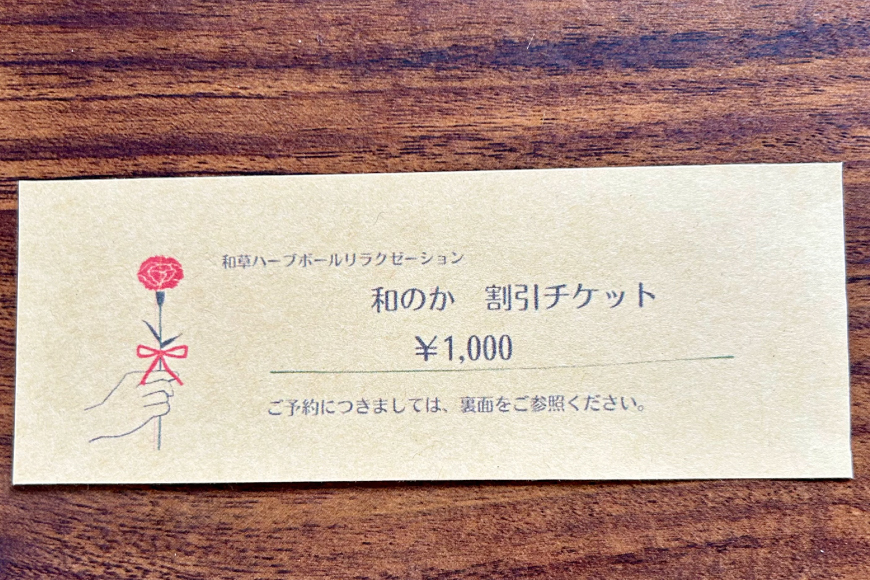 和草ハーブボールリラクゼーション
和のか　割引チケット
￥1,000
ご予約につきましては、裏面をご参照ください。